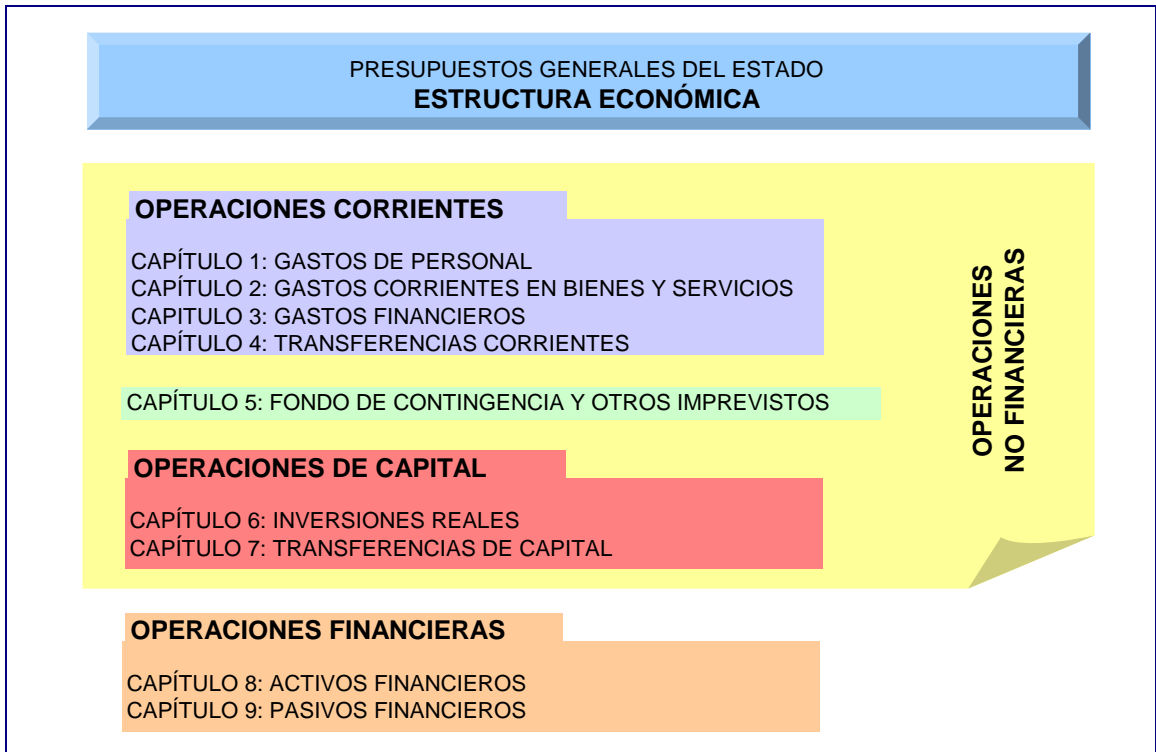 PRESUPUESTOS GENERALES DEL ESTADO
ESTRUCTURA ECONÓMICA
OPERACIONES CORRIENTES
CAPÍTULO 1: GASTOS DE PERSONAL
CAPÍTULO 2: GASTOS CORRIENTES EN BIENES Y SERVICIOS
CAPITULO 3: GASTOS FINANCIEROS
CAPÍTULO 4: TRANSFERENCIAS CORRIENTES
CAPÍTULO 5: FONDO DE CONTINGENCIA Y OTROS IMPREVISTOS
OPERACIONES DE CAPITAL
CAPÍTULO 6: INVERSIONES REALES
CAPÍTULO 7: TRANSFERENCIAS DE CAPITAL
OPERACIONES
NO FINANCIERAS
OPERACIONES FINANCIERAS
CAPÍTULO 8: ACTIVOS FINANCIEROS
CAPÍTULO 9: PASIVOS FINANCIEROS